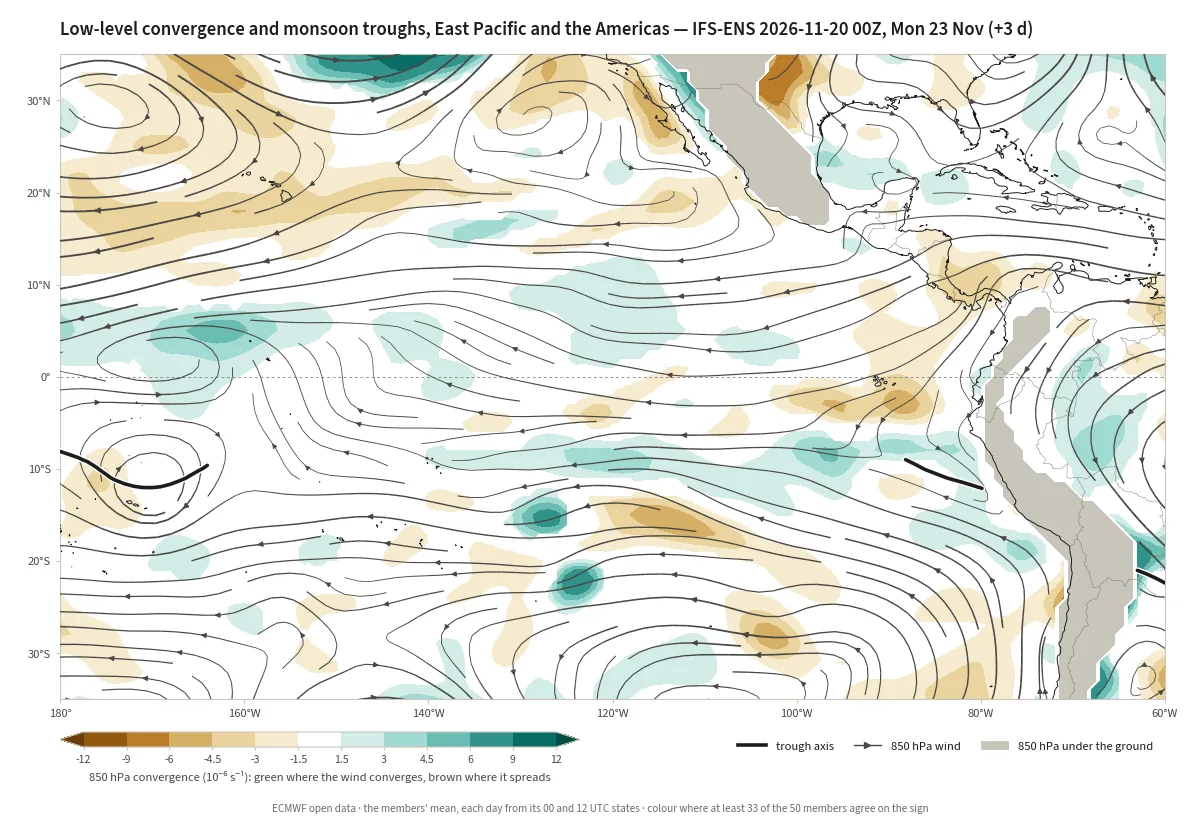 Low-level convergence and monsoon troughs, East Pacific and the Americas — IFS-ENS 2026-11-20 00Z, Mon 23 Nov (+3 d)
30°N
20°N
10°N
0°
10°S
20°S
30°S
180° 160°W 140°W 120°W 100°W 80°W 60°W
-12 -9 -6 -4.5 -3 -1.5 1.5 3 4.5 6 9 12
850 hPa convergence (10⁻⁶ s⁻¹): green where the wind converges, brown where it spreads
trough axis 850 hPa wind 850 hPa under the ground
ECMWF open data · the members' mean, each day from its 00 and 12 UTC states · colour where at least 33 of the 50 members agree on the sign